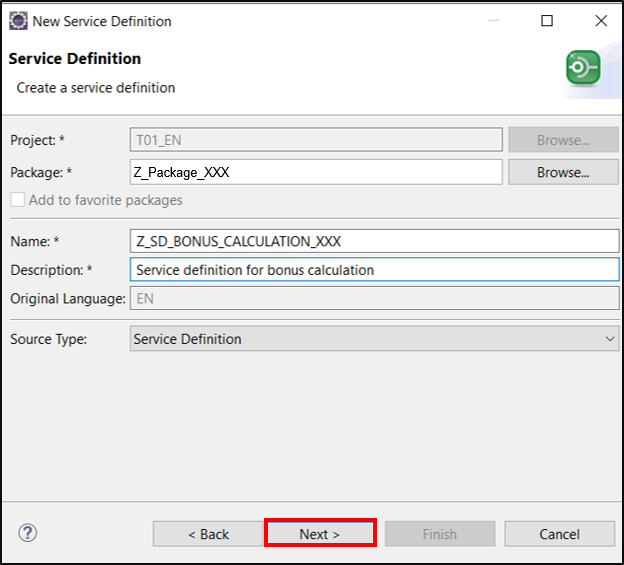 New Service Definition
Service Definition
Create a service definition
Project: * T01_EN Browse...
Package: * Z_Package_XXX Browse...
Add to favorite packages
Name: * Z_SD_BONUS_CALCULATION_XXX
Description: * Service definition for bonus calculation
Original Language: EN
Source Type: Service Definition
? < Back Next > Finish Cancel